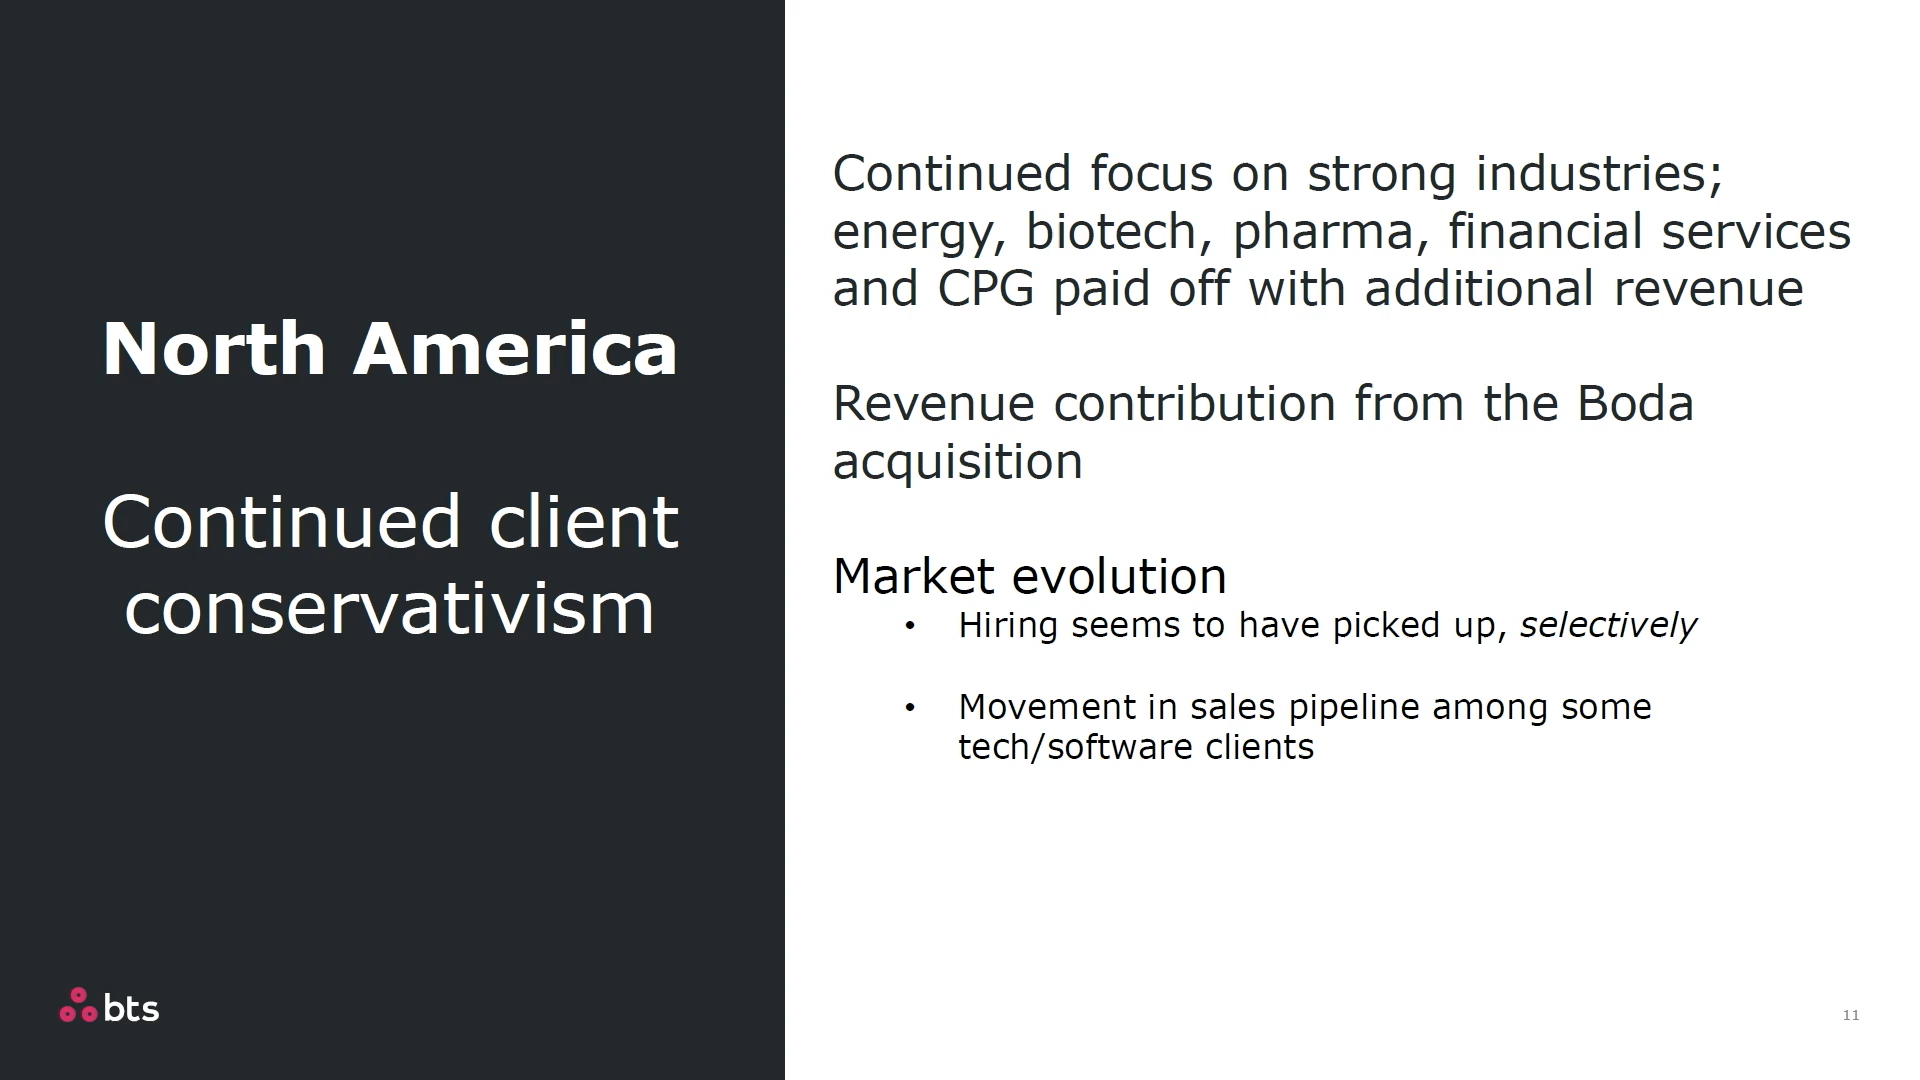 North America
Continued client
conservativism
Continued focus on strong industries;
energy, biotech, pharma, financial services
and CPG paid off with additional revenue
Revenue contribution from the Boda
acquisition
Market evolution
• Hiring seems to have picked up, selectively
• Movement in sales pipeline among some
tech/software clients
bts
11